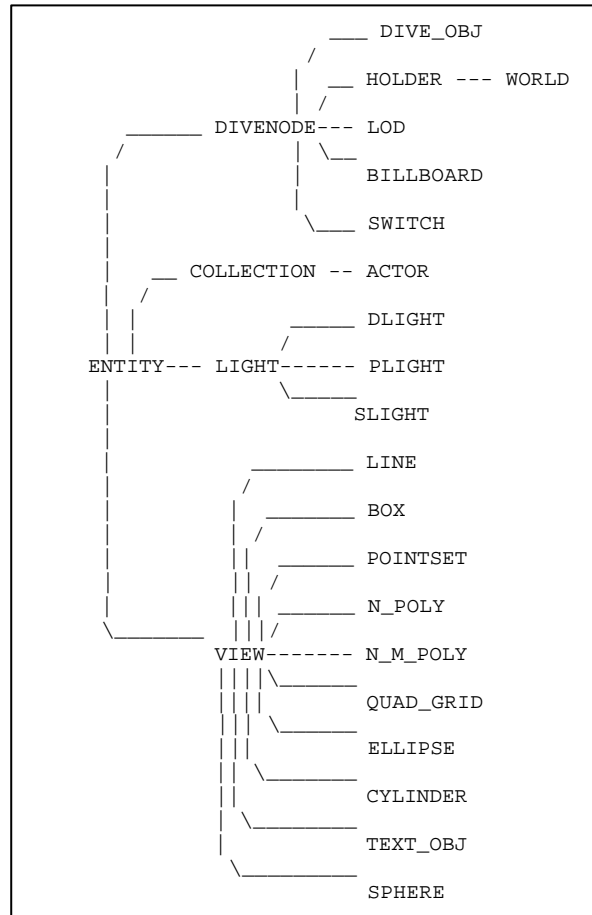 DIVE_OBJ
HOLDER --- WORLD
DIVENODE--- LOD
BILLBOARD
SWITCH
COLLECTION -- ACTOR
DLIGHT
ENTITY--- LIGHT------ PLIGHT
SLIGHT
LINE
BOX
POINTSET
N_POLY
VIEW------- N_M_POLY
QUAD_GRID
ELLIPSE
CYLINDER
TEXT_OBJ
SPHERE